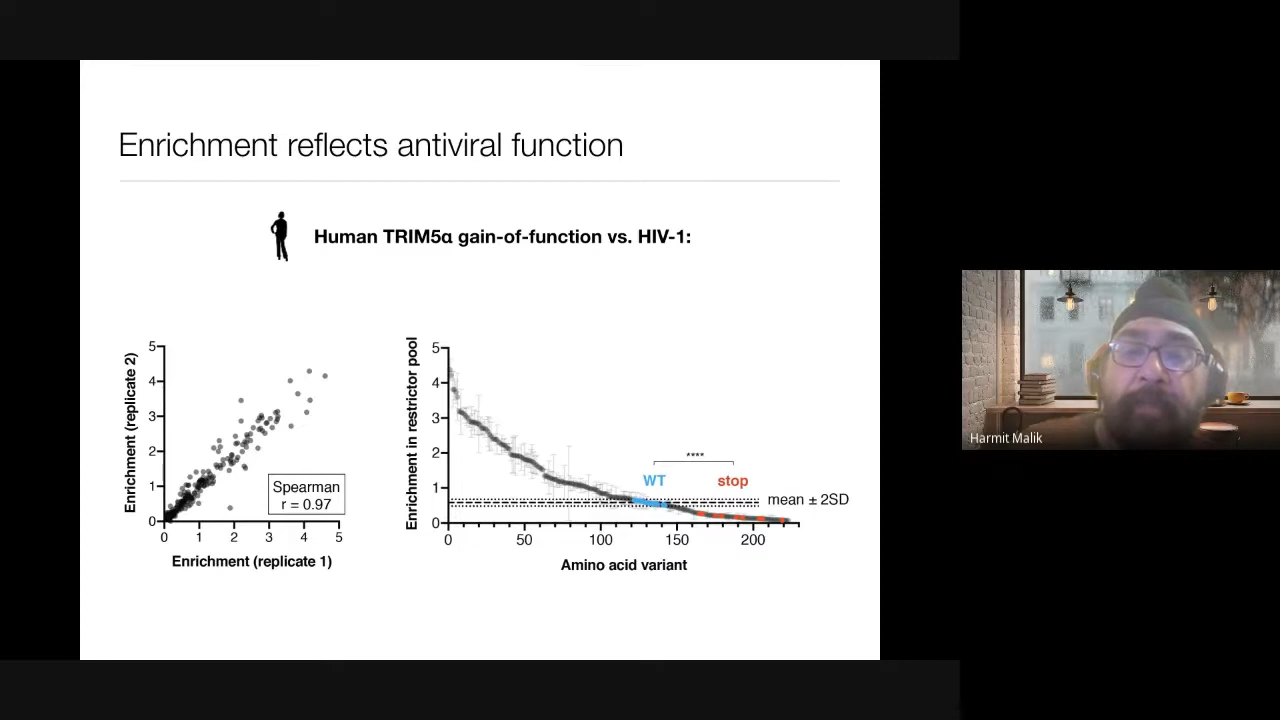 Enrichment reflects antiviral function
Human TRIM5α gain-of-function vs. HIV-1:
Enrichment (replicate 2)
5
4
3
2
1
0
0 1 2 3 4 5
Spearman
r = 0.97
Enrichment (replicate 1)
Enrichment in restrictor pool
5
4
3
2
1
0
0 50 100 150 200
****
WT stop
mean ± 2SD
Amino acid variant
Harmit Malik